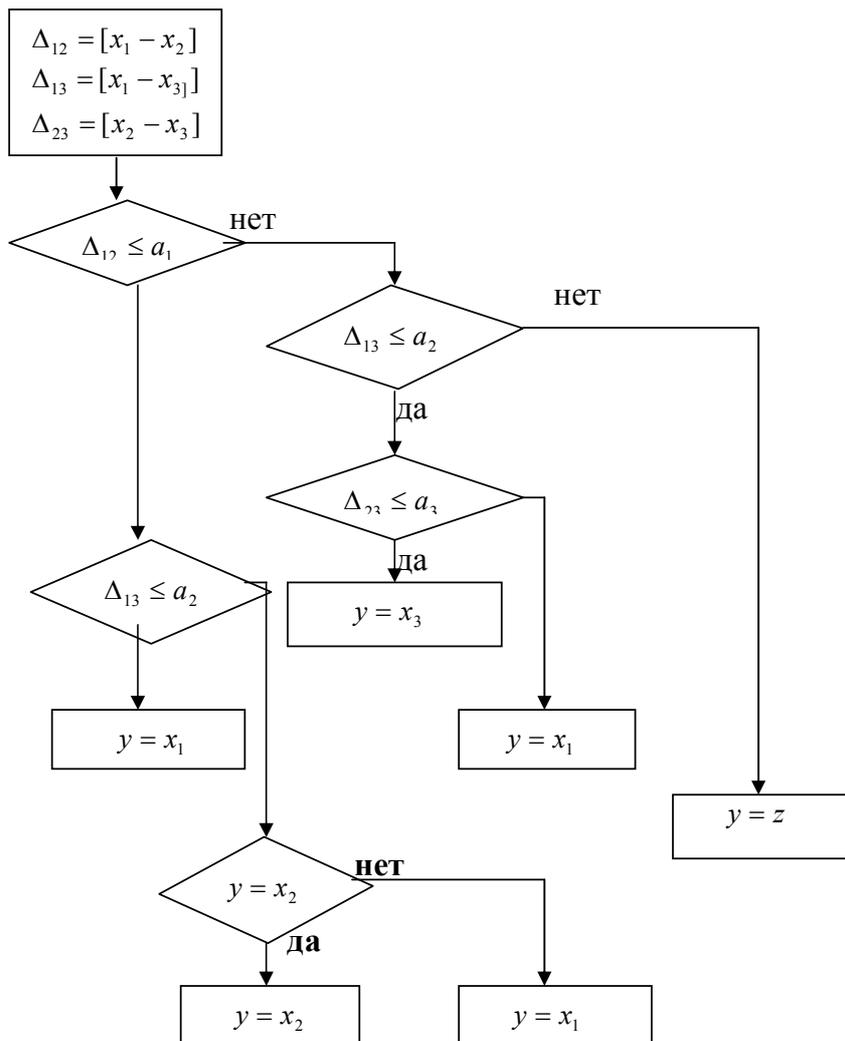 Δ₁₂ = [x₁ − x₂]
Δ₁₃ = [x₁ − x₃]]
Δ₂₃ = [x₂ − x₃]
нет
Δ₁₂ ≤ a₁
нет
Δ₁₃ ≤ a₂
да
Δ₂₃ ≤ a₃
да
Δ₁₃ ≤ a₂
y = x₃
y = x₁
y = x₁
y = z
нет
y = x₂
да
y = x₂
y = x₁